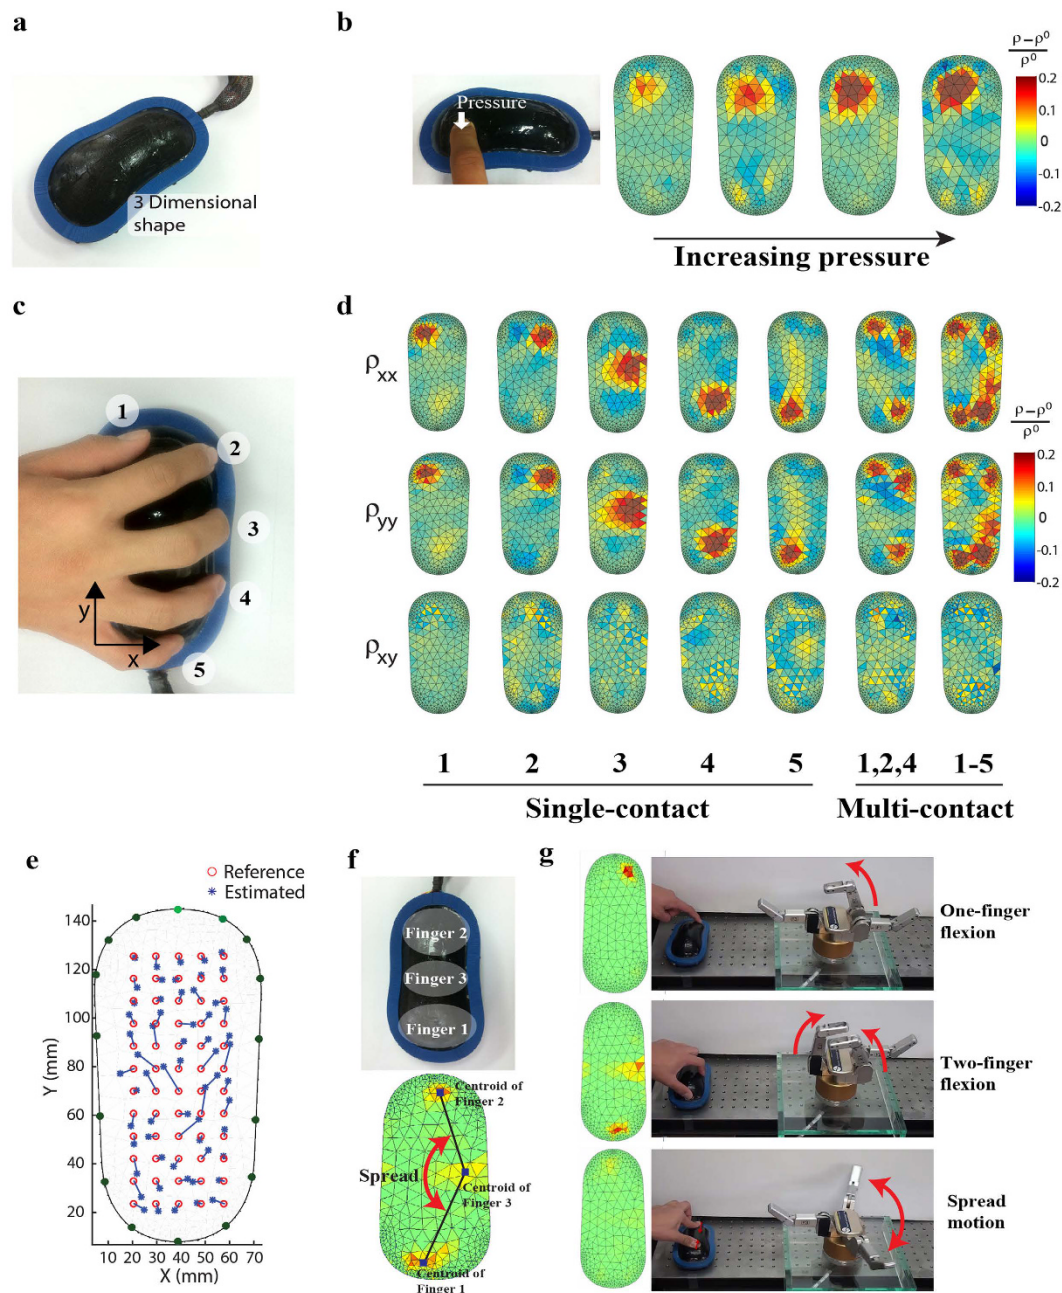 a
3 Dimensional
shape
b
Pressure
ρ – ρ⁰
ρ⁰
0.2
0.1
0
-0.1
-0.2
Increasing pressure
c
1
2
3
4
5
y
x
d
ρxx
ρyy
ρxy
ρ – ρ⁰
ρ⁰
0.2
0.1
0
-0.1
-0.2
1 2 3 4 5 1,2,4 1-5
Single-contact Multi-contact
e
Reference
Estimated
140
120
100
80
60
40
20
Y (mm)
10 20 30 40 50 60 70
X (mm)
f
Finger 2
Finger 3
Finger 1
Centroid of
Finger 2
Spread
Centroid of
Finger 3
Centroid of
Finger 1
g
One-finger
flexion
Two-finger
flexion
Spread
motion